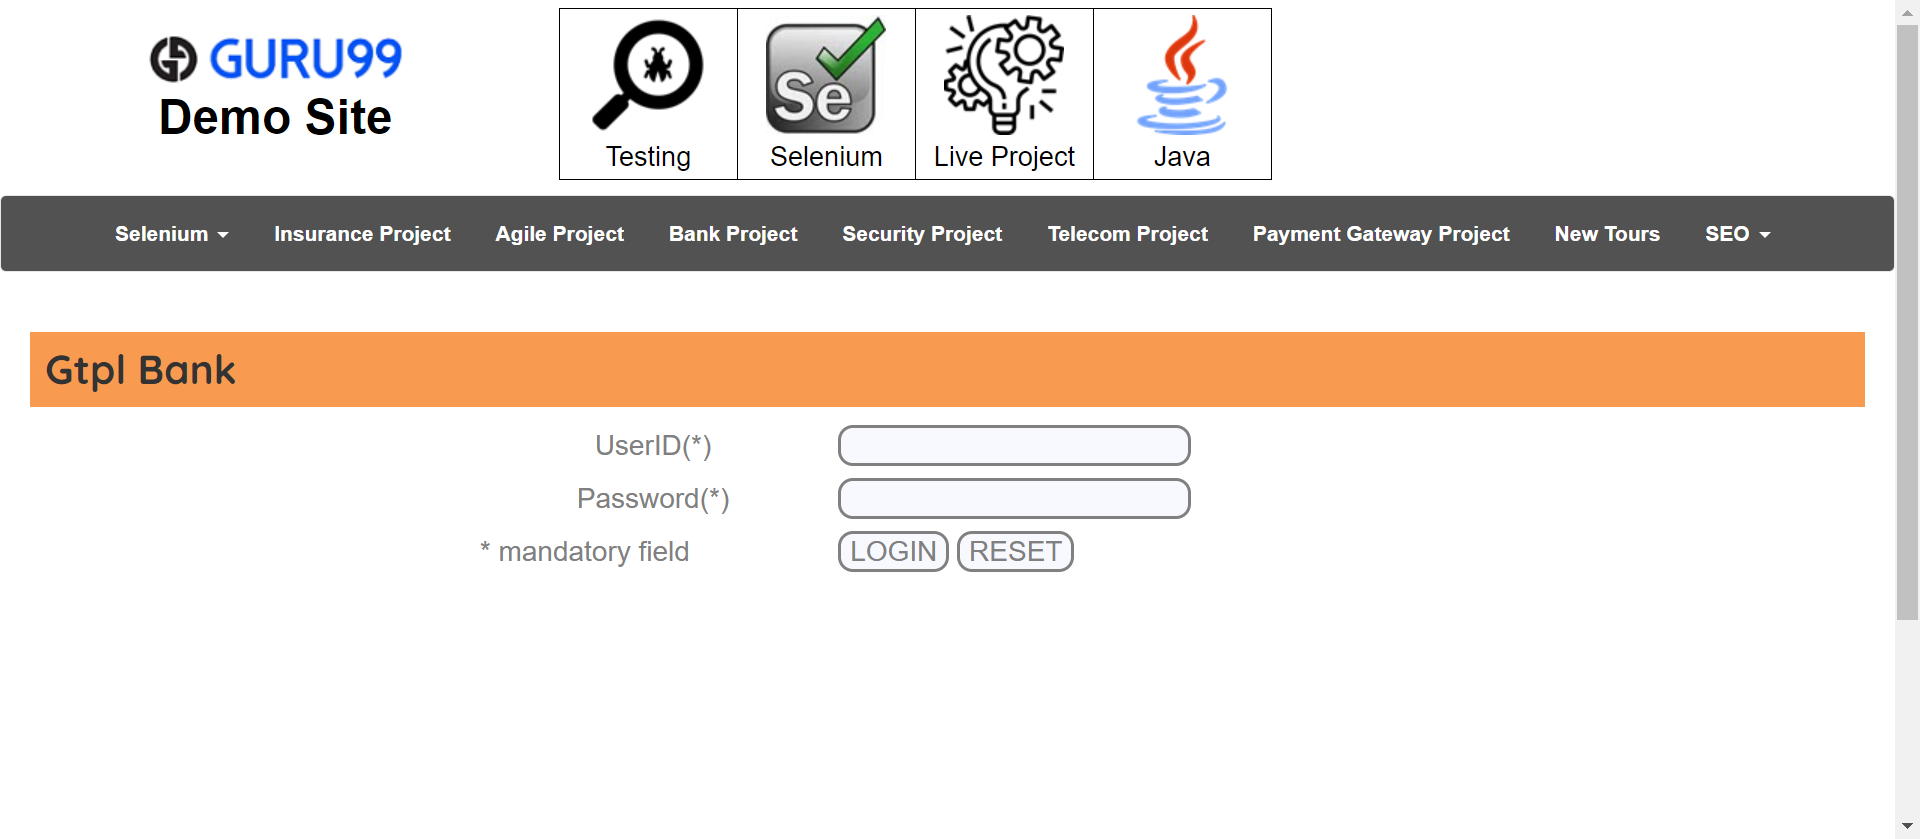 GURU99
Demo Site
Se
Testing
Selenium
Live Project
Java
Selenium
Insurance Project
Agile Project
Bank Project
Security Project
Telecom Project
Payment Gateway Project
New Tours
SEO
Gtpl Bank
UserID(*)
Password(*)
* mandatory field
LOGIN
RESET